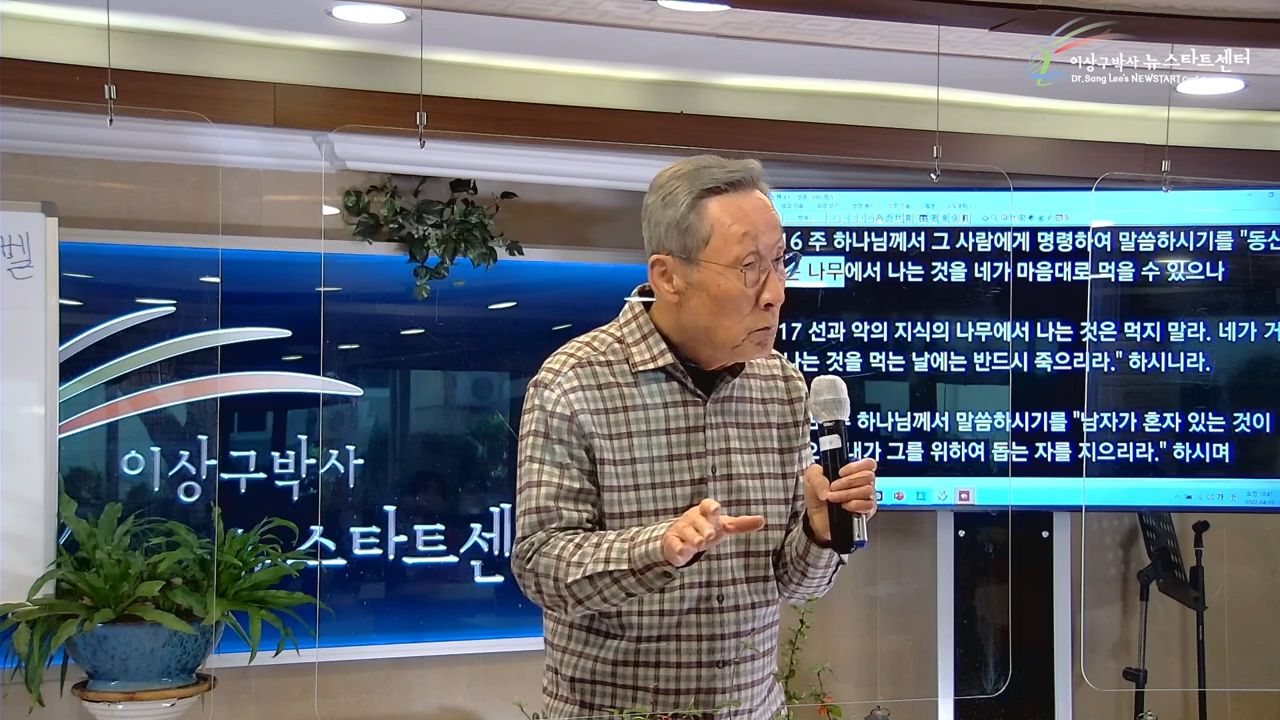 이상구박사 뉴스타트센터
Dr.Sang Lee's NEWSTART
벨
16 주 하나님께서 그 사람에게 명령하여 말씀하시기를 "동산
나무에서 나는 것을 네가 마음대로 먹을 수 있으나
17 선과 악의 지식의 나무에서 나는 것은 먹지 말라. 네가 거
나는 것을 먹는 날에는 반드시 죽으리라." 하시니라.
하나님께서 말씀하시기를 "남자가 혼자 있는 것이
내가 그를 위하여 돕는 자를 지으리라." 하시며
이상구박사
스타트센